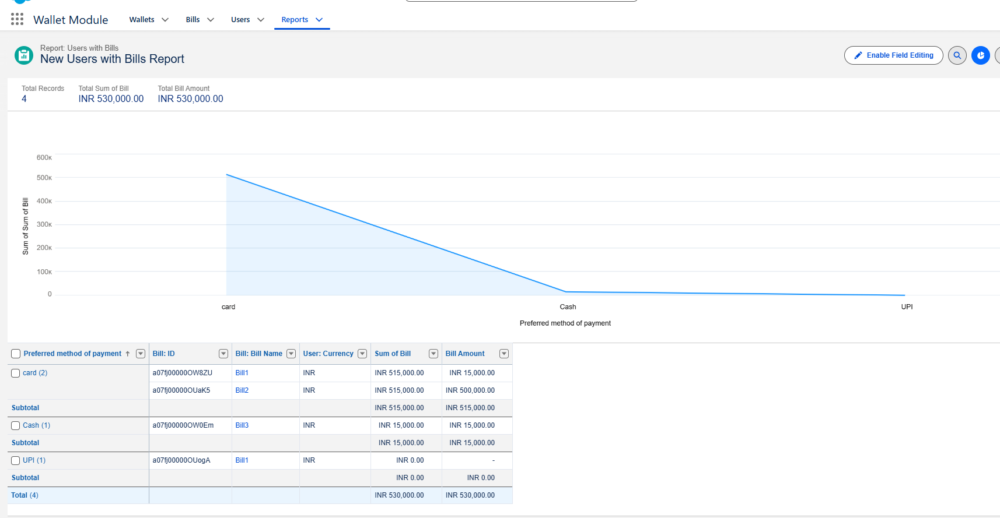 Wallet Module Wallets Bills Users Reports
Report: Users with Bills
New Users with Bills Report
Enable Field Editing
Total Records Total Sum of Bill Total Bill Amount
4 INR 530,000.00 INR 530,000.00
600K
500K
400K
300K
200K
100K
0
Sum of Sum of Bill
card Cash UPI
Preferred method of payment
Preferred method of payment ↑ Bill: ID Bill: Bill Name User: Currency Sum of Bill Bill Amount
card (2) a07fj00000OW8ZU Bill1 INR INR 515,000.00 INR 15,000.00
a07fj00000OUaK5 Bill2 INR INR 515,000.00 INR 500,000.00
Subtotal INR 515,000.00 INR 515,000.00
Cash (1) a07fj00000OW0Em Bill3 INR INR 15,000.00 INR 15,000.00
Subtotal INR 15,000.00 INR 15,000.00
UPI (1) a07fj00000OUogA Bill1 INR INR 0.00 -
Subtotal INR 0.00 INR 0.00
Total (4) INR 530,000.00 INR 530,000.00